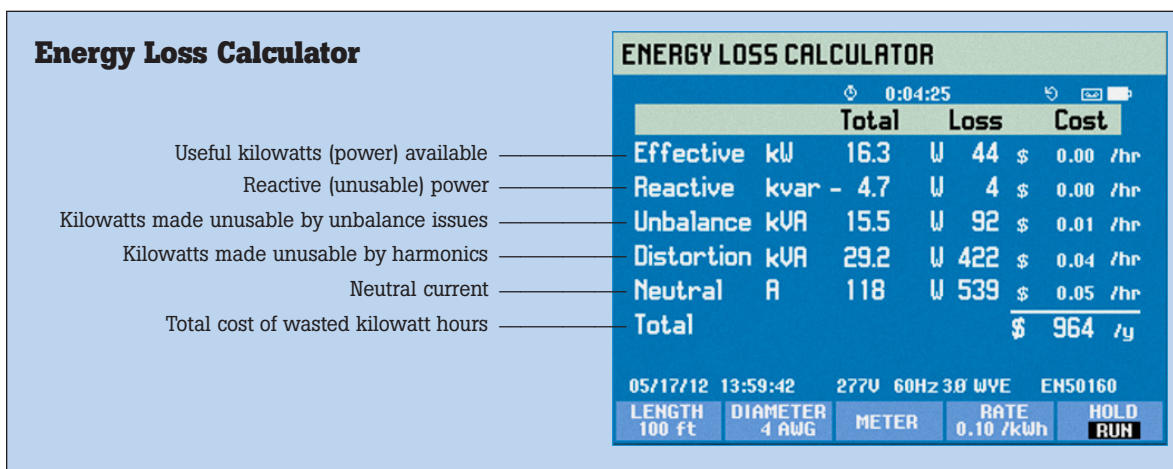 Energy Loss Calculator
Useful kilowatts (power) available
Reactive (unusable) power
Kilowatts made unusable by unbalance issues
Kilowatts made unusable by harmonics
Neutral current
Total cost of wasted kilowatt hours
ENERGY LOSS CALCULATOR
0:04:25
Total Loss Cost
Effective kW 16.3 W 44 $ 0.00 /hr
Reactive kvar - 4.7 W 4 $ 0.00 /hr
Unbalance kVA 15.5 W 92 $ 0.01 /hr
Distortion kVA 29.2 W 422 $ 0.04 /hr
Neutral A 118 W 539 $ 0.05 /hr
Total $ 964 /y
05/17/12 13:59:42 277V 60Hz 3Ø WYE EN50160
LENGTH DIAMETER METER RATE HOLD
100 ft 4 AWG 0.10 /kWh RUN